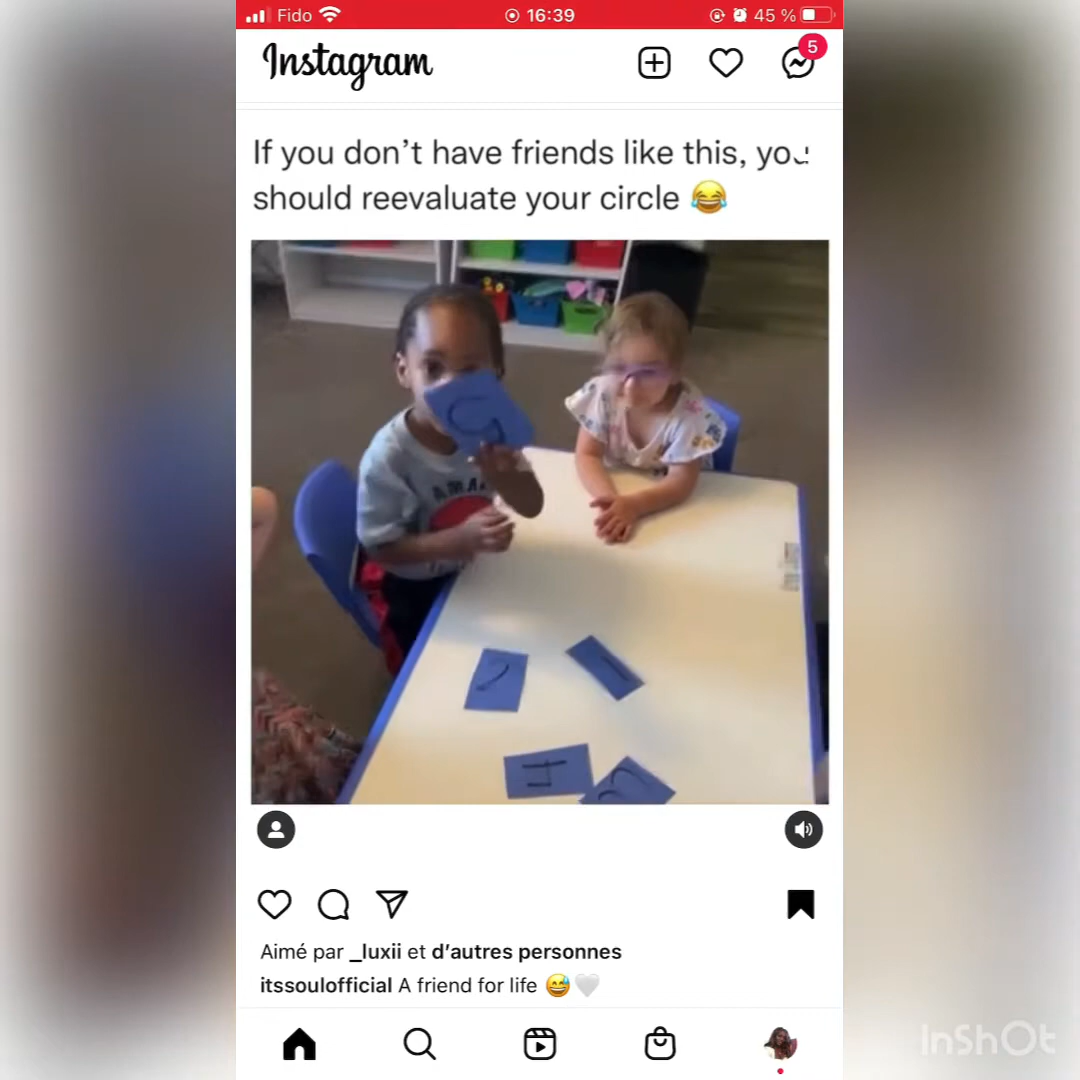 Fido 16:39 45 %
Instagram
5
If you don’t have friends like this, you
should reevaluate your circle 😂
AMA
Aimé par _luxii et d’autres personnes
itssoulofficial A friend for life 😅🤍
InShOt